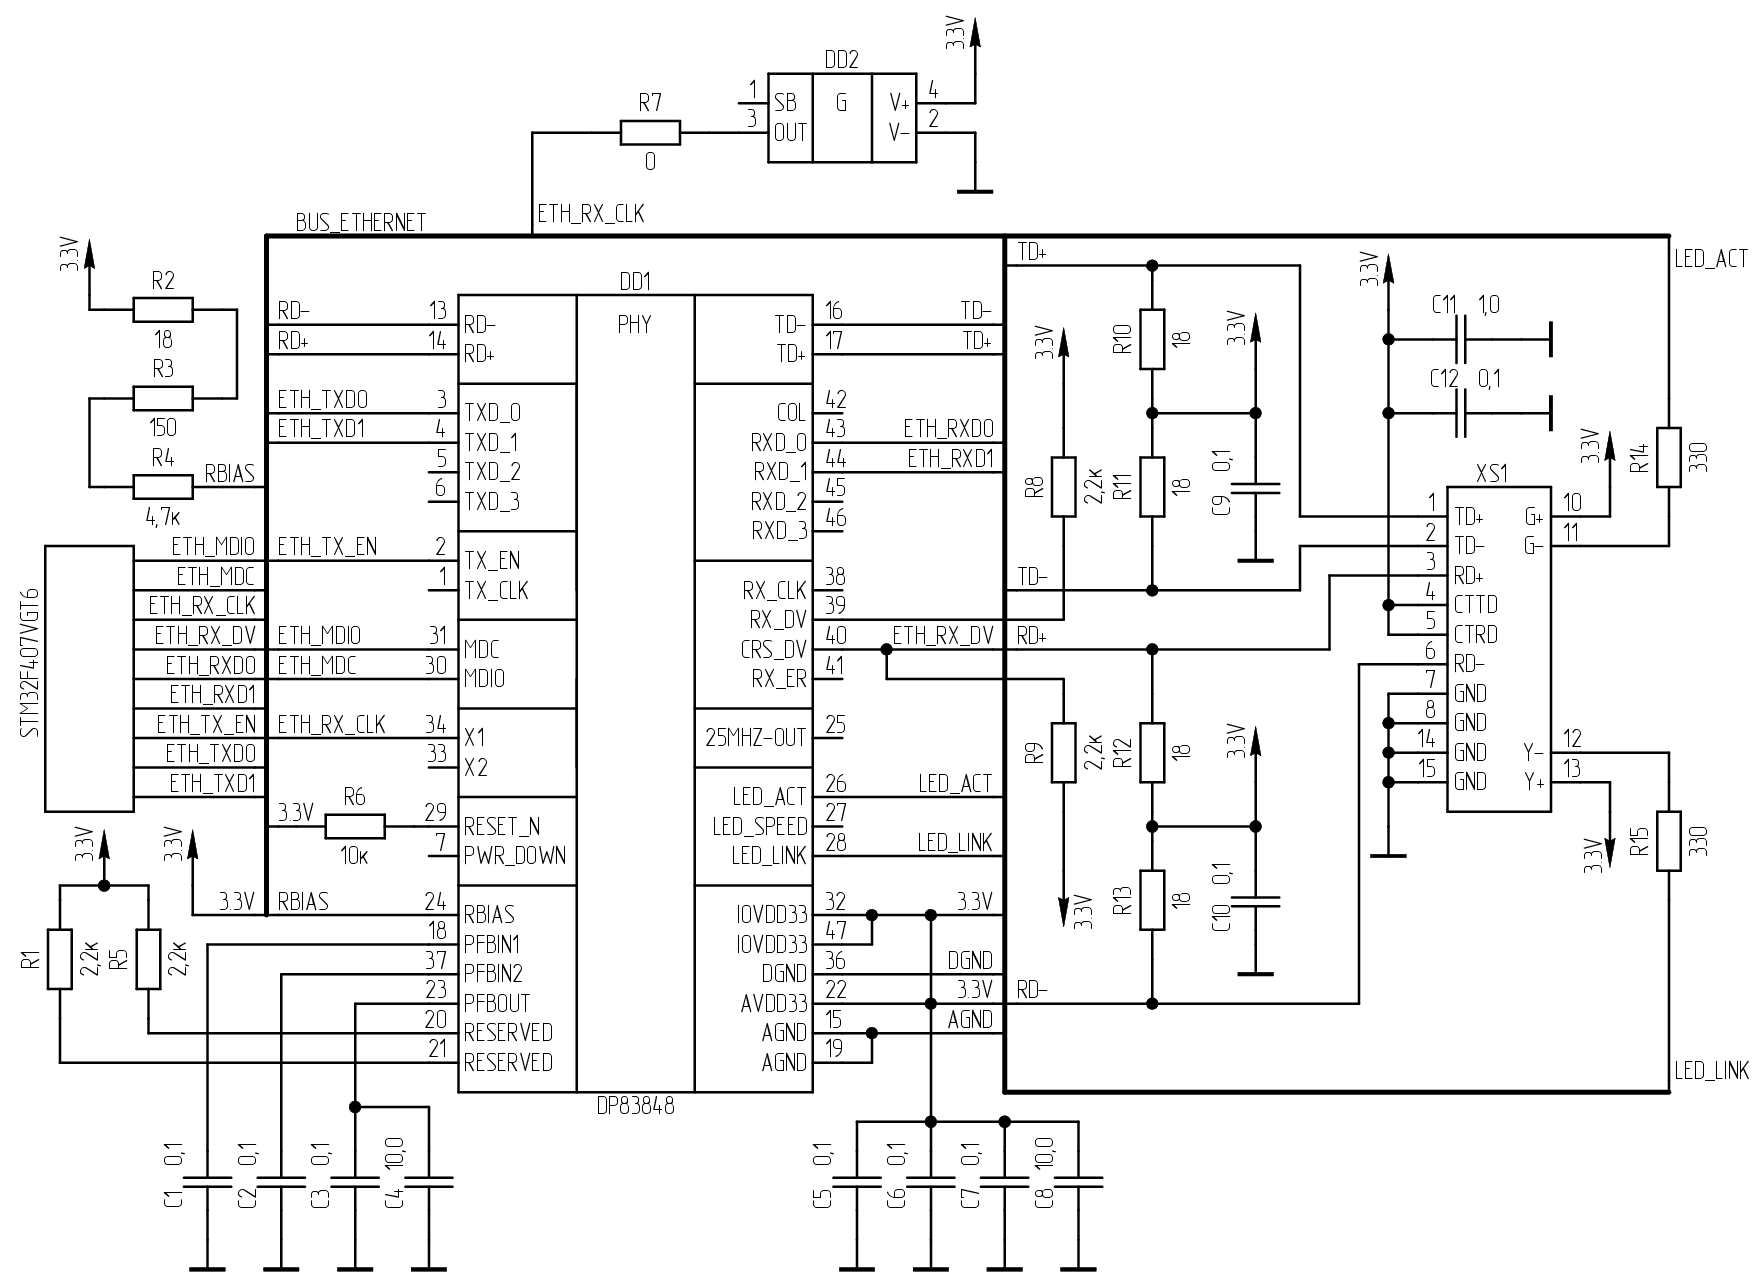 3.3V
DD2
1 SB G V+ 4
3 OUT V- 2
R7
0
ETH_RX_CLK
BUS_ETHERNET
3.3V
R2
18
R3
150
R4
4,7к
RBIAS
STM32F407VGT6
ETH_MDIO
ETH_MDC
ETH_RX_CLK
ETH_RX_DV
ETH_RXD0
ETH_RXD1
ETH_TX_EN
ETH_TXD0
ETH_TXD1
DD1
PHY
RD- 13 RD-
RD+ 14 RD+
ETH_TXD0 3 TXD_0
ETH_TXD1 4 TXD_1
5 TXD_2
6 TXD_3
ETH_TX_EN 2 TX_EN
1 TX_CLK
ETH_MDIO 31 MDC
ETH_MDC 30 MDIO
ETH_RX_CLK 34 X1
33 X2
3.3V R6 10к 29 RESET_N
7 PWR_DOWN
3.3V
3.3V RBIAS 24 RBIAS
18 PFBIN1
37 PFBIN2
23 PFBOUT
20 RESERVED
21 RESERVED
3.3V
R1 2,2к
R5 2,2к
TD- 16 TD-
TD+ 17 TD+
COL 42
RXD_0 43 ETH_RXD0
RXD_1 44 ETH_RXD1
RXD_2 45
RXD_3 46
RX_CLK 38
RX_DV 39
CRS_DV 40 ETH_RX_DV
RX_ER 41
25MHZ-OUT 25
LED_ACT 26 LED_ACT
LED_SPEED 27
LED_LINK 28 LED_LINK
IOVDD33 32 3.3V
IOVDD33 47
DGND 36 DGND
AVDD33 22 3.3V
AGND 15 AGND
AGND 19
DP83848
C1 0,1
C2 0,1
C3 0,1
C4 10,0
C5 0,1
C6 0,1
C7 0,1
C8 10,0
TD+
TD-
RD+
RD-
3.3V
R8 2,2к
R9 2,2к
3.3V
R10 18
R11 18
3.3V
C9 0,1
R12 18
R13 18
3.3V
C10 0,1
3.3V
C11 1,0
C12 0,1
XS1
1 TD+
2 TD-
3 RD+
4 CTTD
5 CTRD
6 RD-
7 GND
8 GND
14 GND
15 GND
G+ 10
G- 11
Y- 12
Y+ 13
3.3V
3.3V
LED_ACT
R14 330
R15 330
LED_LINK